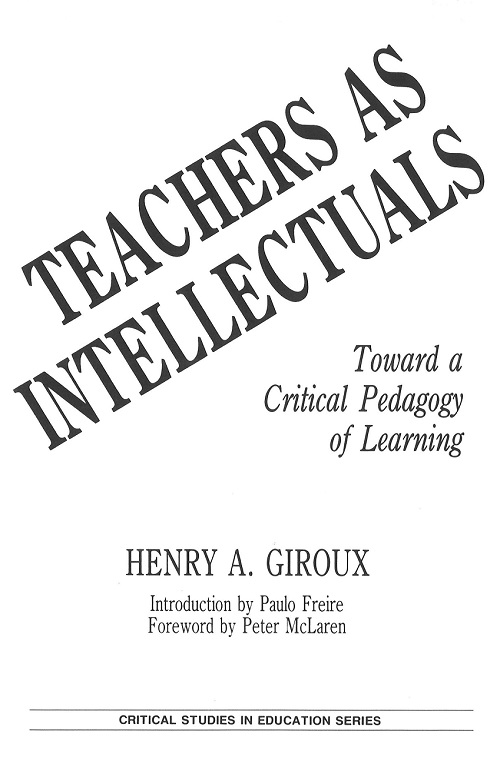 TEACHERS AS
INTELLECTUALS
Toward a
Critical Pedagogy
of Learning
HENRY A. GIROUX
Introduction by Paulo Freire
Foreword by Peter McLaren
CRITICAL STUDIES IN EDUCATION SERIES